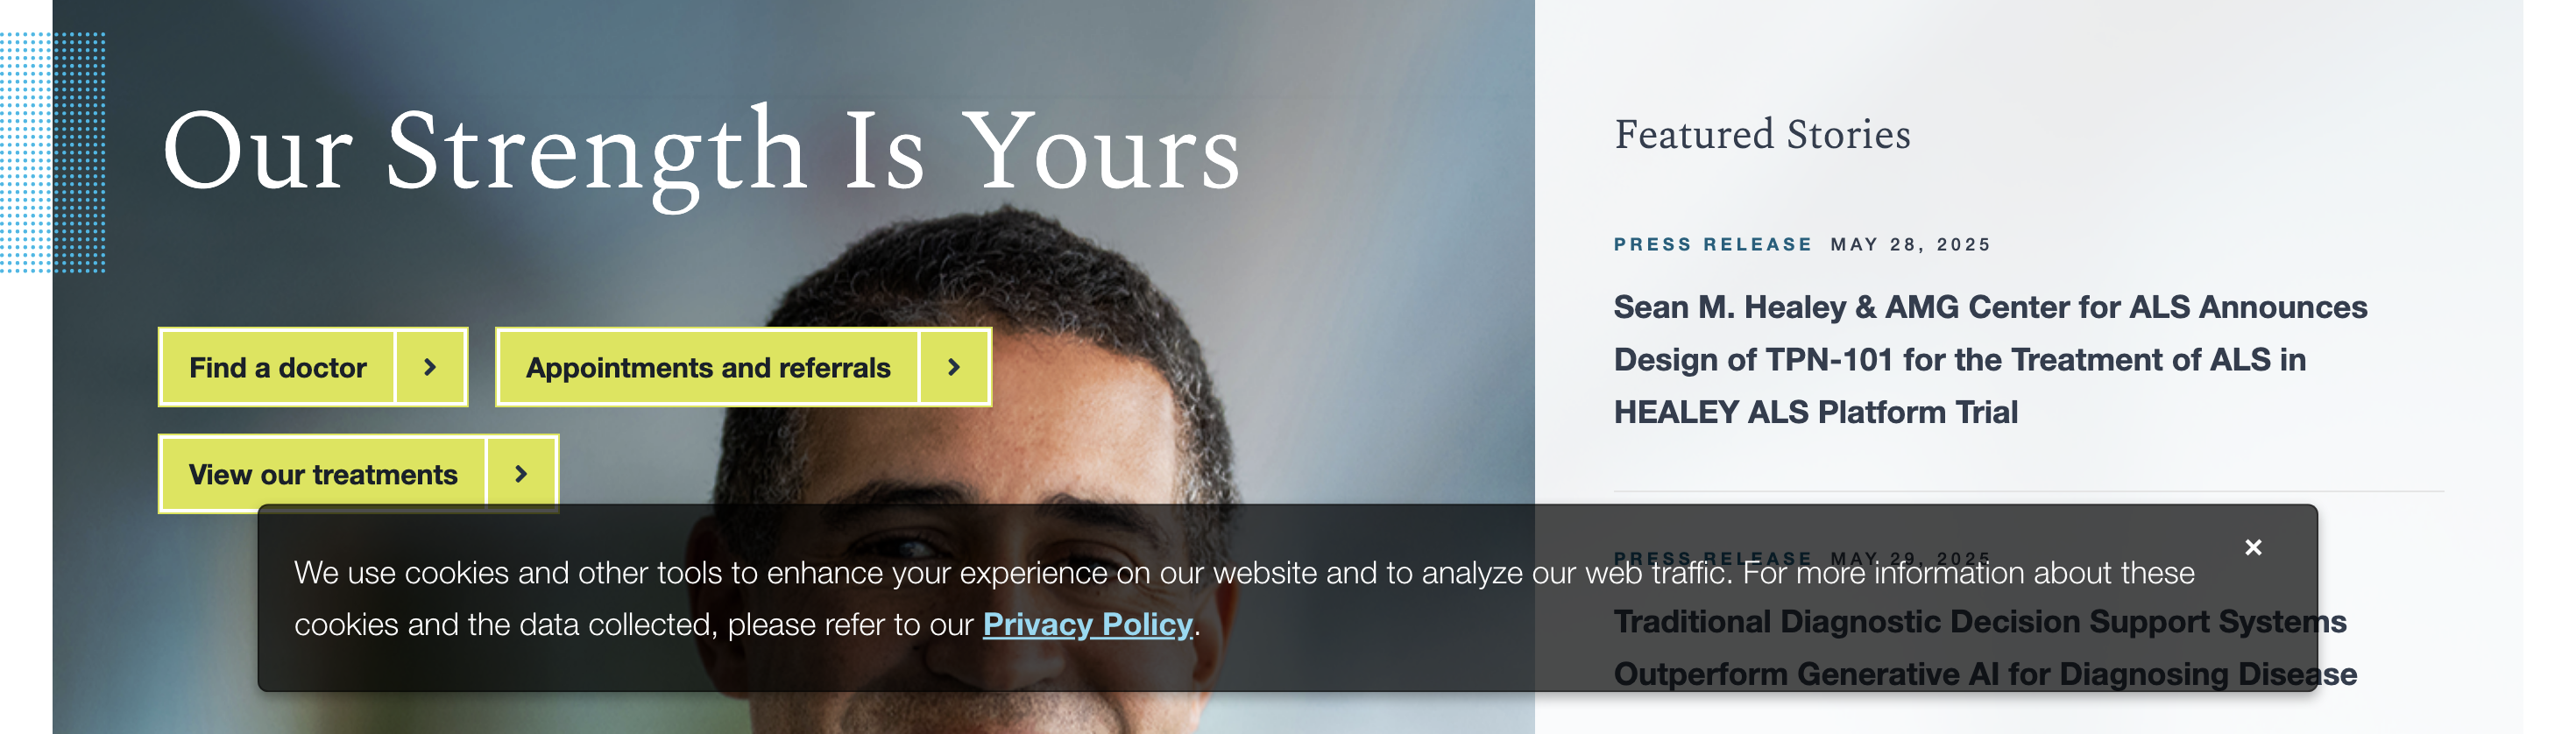 Our Strength Is Yours
Find a doctor
Appointments and referrals
View our treatments
Featured Stories
PRESS RELEASE MAY 28, 2025
Sean M. Healey & AMG Center for ALS Announces
Design of TPN-101 for the Treatment of ALS in
HEALEY ALS Platform Trial
PRESS RELEASE MAY 29, 2025
Traditional Diagnostic Decision Support Systems
Outperform Generative AI for Diagnosing Disease
We use cookies and other tools to enhance your experience on our website and to analyze our web traffic. For more information about these
cookies and the data collected, please refer to our Privacy Policy.